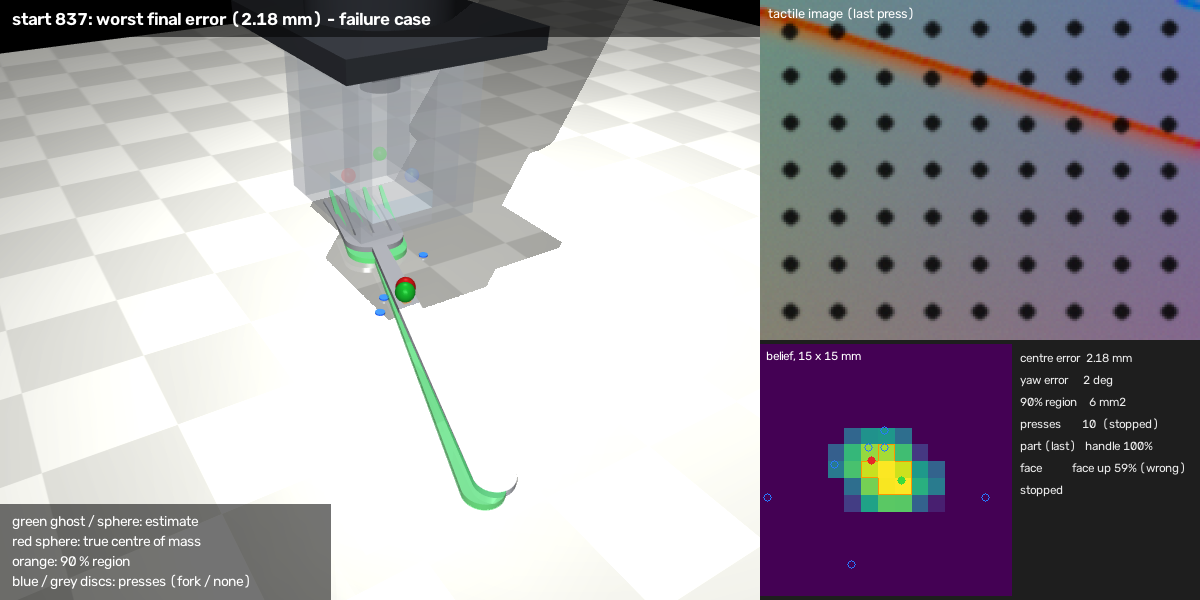 start 837: worst final error (2.18 mm) - failure case
tactile image (last press)
belief, 15 x 15 mm
centre error 2.18 mm
yaw error 2 deg
90% region 6 mm2
presses 10 (stopped)
part (last) handle 100%
face face up 59% (wrong)
stopped
green ghost / sphere: estimate
red sphere: true centre of mass
orange: 90 % region
blue / grey discs: presses (fork / none)